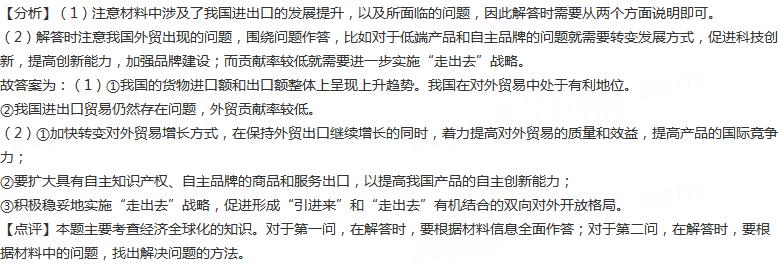 【分析】（1）注意材料中涉及了我国进出口的发展提升，以及所面临的问题，因此解答时需要从两个方面说明即可。
（2）解答时注意我国外贸出现的问题，围绕问题作答，比如对于低端产品和自主品牌的问题就需要转变发展方式，促进科技创
新，提高创新能力，加强品牌建设；而贡献率较低就需要进一步实施“走出去”战略。
故答案为：（1）①我国的货物进口额和出口额整体上呈现上升趋势。我国在对外贸易中处于有利地位。
②我国进出口贸易仍然存在问题，外贸贡献率较低。
（2）①加快转变对外贸易增长方式，在保持外贸出口继续增长的同时，着力提高对外贸易的质量和效益，提高产品的国际竞争
力；
②要扩大具有自主知识产权、自主品牌的商品和服务出口，以提高我国产品的自主创新能力；
③积极稳妥地实施“走出去”战略，促进形成“引进来”和“走出去”有机结合的双向对外开放格局。
【点评】本题主要考查经济全球化的知识。对于第一问，在解答时，要根据材料信息全面作答；对于第二问，在解答时，要根
据材料中的问题，找出解决问题的方法。